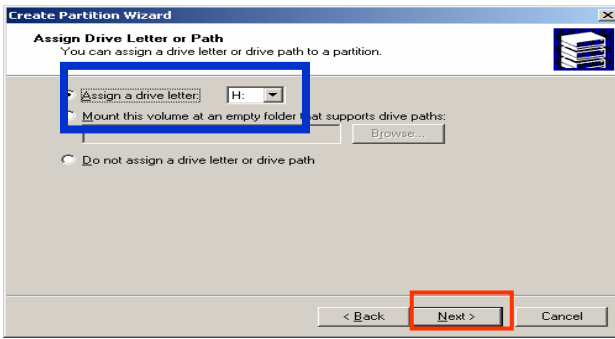 Create Partition Wizard
Assign Drive Letter or Path
You can assign a drive letter or drive path to a partition.
Assign a drive letter: H:
Mount this volume at an empty folder that supports drive paths:
Browse...
Do not assign a drive letter or drive path
< Back Next > Cancel